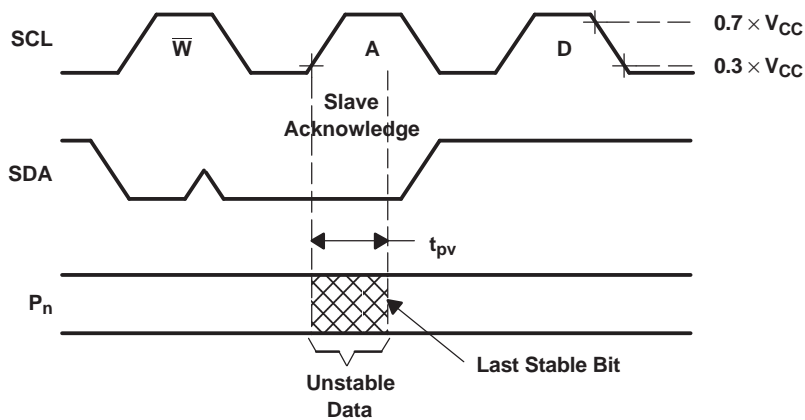 SCL
W̅
A
D
0.7 × VCC
0.3 × VCC
Slave
Acknowledge
SDA
tpv
Pn
Last Stable Bit
Unstable
Data